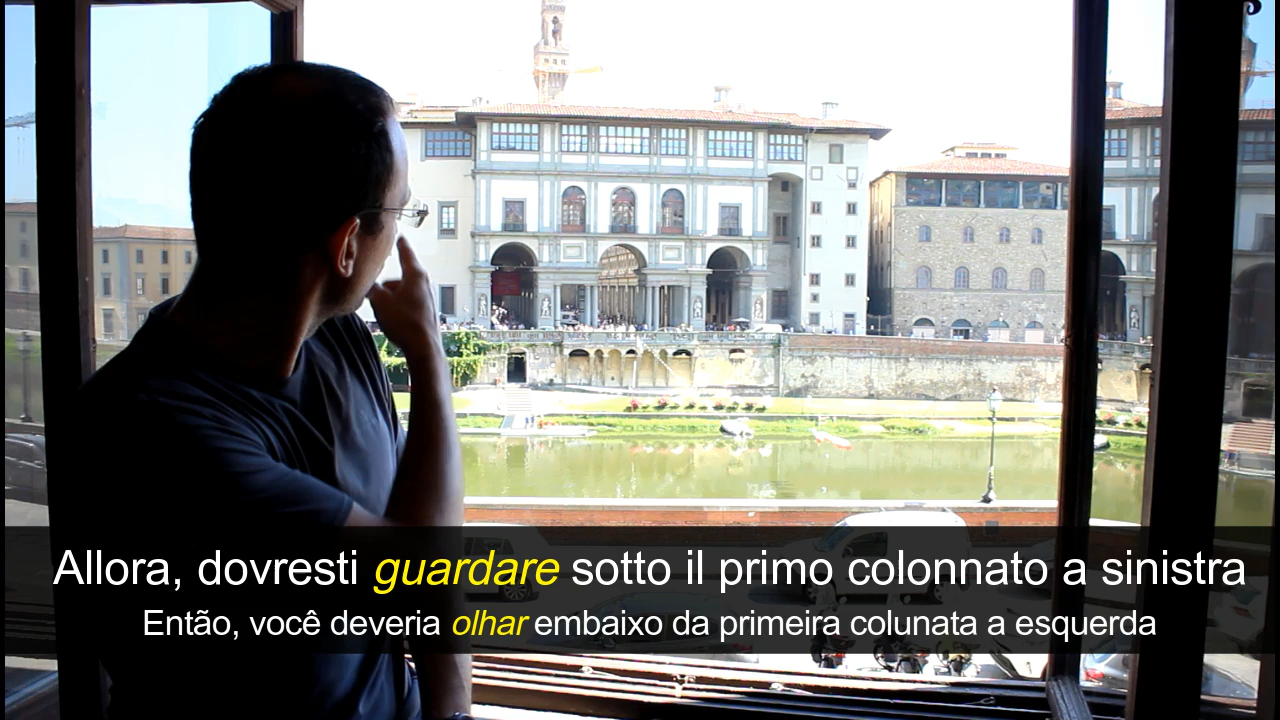 Allora, dovresti guardare sotto il primo colonnato a sinistra
Então, você deveria olhar embaixo da primeira colunata a esquerda